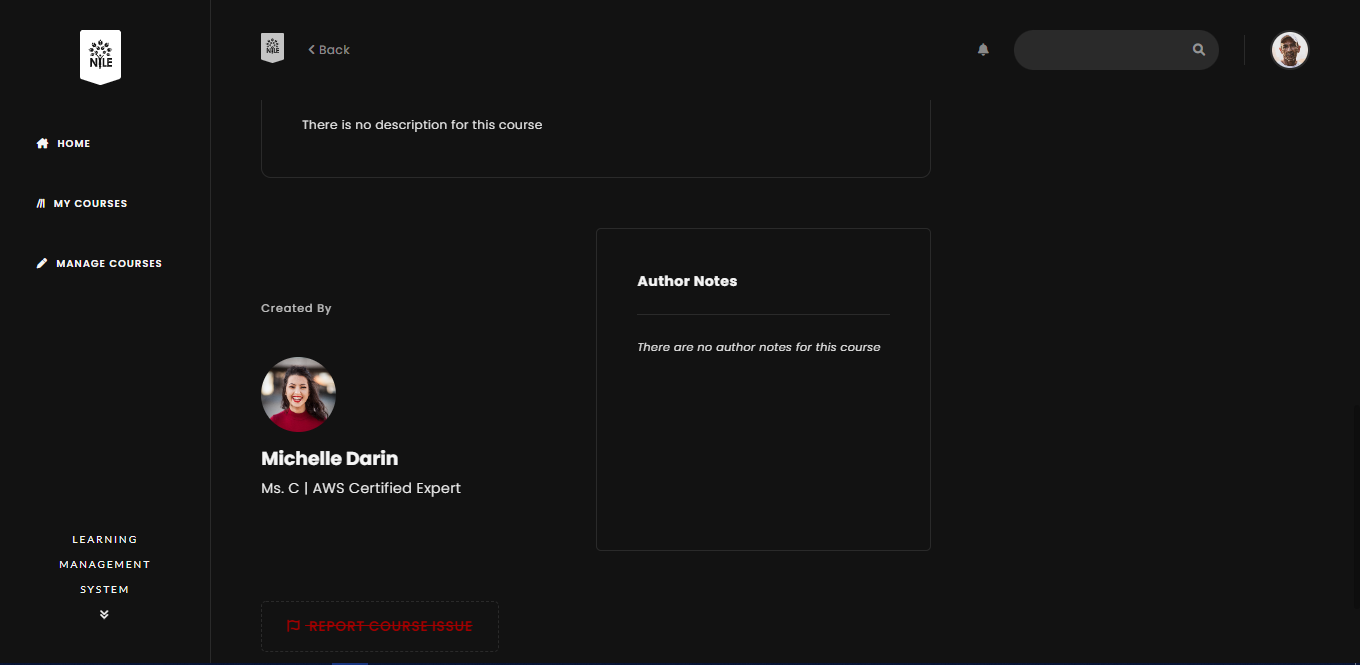 NILE
HOME
MY COURSES
MANAGE COURSES
LEARNING
MANAGEMENT
SYSTEM
NILE
Back
There is no description for this course
Created By
Michelle Darin
Ms. C | AWS Certified Expert
Author Notes
There are no author notes for this course
REPORT COURSE ISSUE